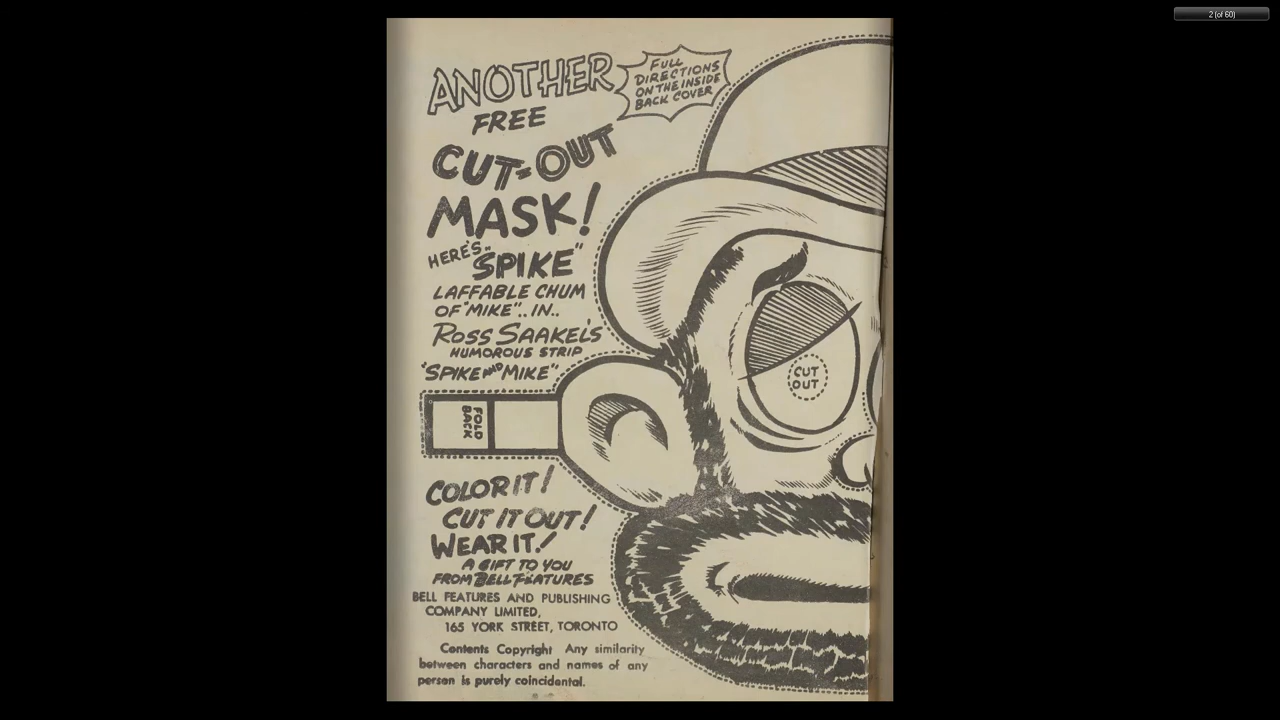 2 (of 60)
ANOTHER
FREE
CUT-OUT
MASK!
FULL
DIRECTIONS
ON THE INSIDE
BACK COVER
HERE'S..
"SPIKE"
LAFFABLE CHUM
OF "MIKE".. IN..
ROSS SAAKEL'S
HUMOROUS STRIP
"SPIKE AND MIKE"
CUT
OUT
FOLD
BACK
COLOR IT!
CUT IT OUT!
WEAR IT!
A GIFT TO YOU
FROM BELL FEATURES
BELL FEATURES AND PUBLISHING
COMPANY LIMITED,
165 YORK STREET, TORONTO
Contents Copyright Any similarity
between characters and names of any
person is purely coincidental.